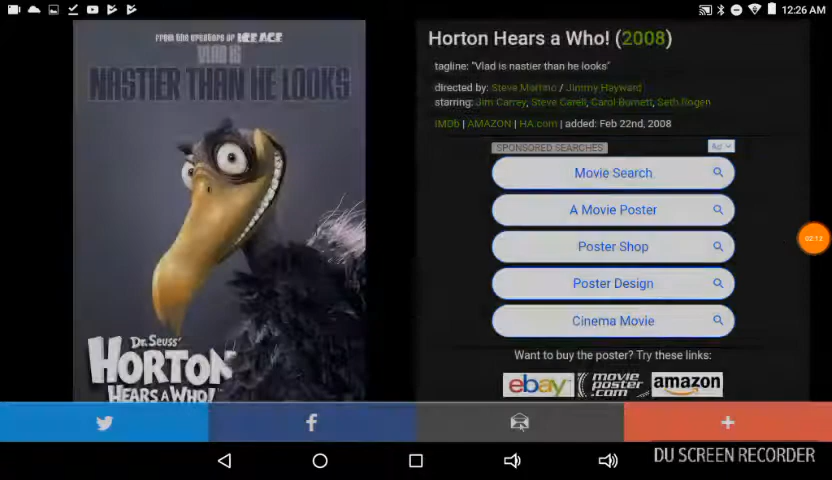 12:26 AM
FROM THE CREATORS OF ICE AGE
VLAD IS
NASTIER THAN HE LOOKS
Dr. Seuss'
HORTON
HEARS A WHO!
Horton Hears a Who! (2008)
tagline: "Vlad is nastier than he looks"
directed by: Steve Martino / Jimmy Hayward
starring: Jim Carrey, Steve Carell, Carol Burnett, Seth Rogen
IMDb | AMAZON | HA.com | added: Feb 22nd, 2008
SPONSORED SEARCHES
Ad
Movie Search
A Movie Poster
Poster Shop
Poster Design
Cinema Movie
02:12
Want to buy the poster? Try these links:
ebay MOVIE POSTER .COM amazon
DU SCREEN RECORDER